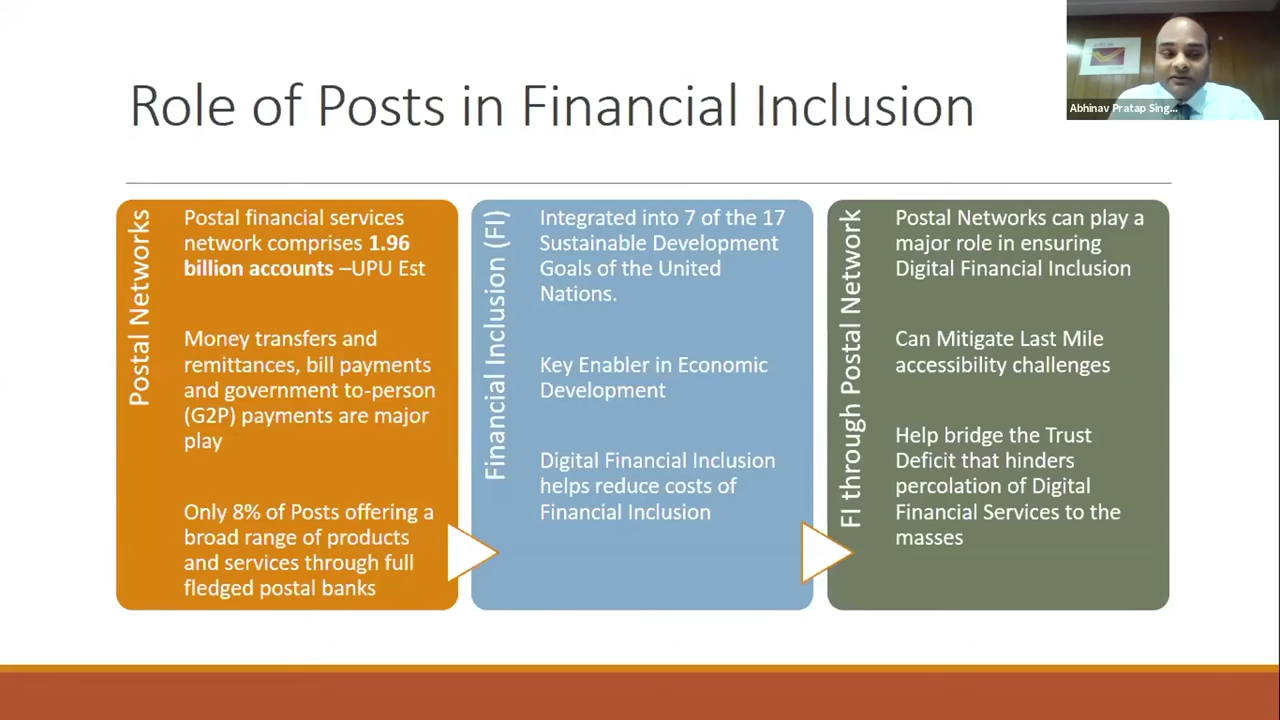 Role of Posts in Financial Inclusion
Abhinav Pratap Sing...
Postal Networks
Postal financial services
network comprises 1.96
billion accounts –UPU Est
Money transfers and
remittances, bill payments
and government to-person
(G2P) payments are major
play
Only 8% of Posts offering a
broad range of products
and services through full
fledged postal banks
Financial Inclusion (FI)
Integrated into 7 of the 17
Sustainable Development
Goals of the United
Nations.
Key Enabler in Economic
Development
Digital Financial Inclusion
helps reduce costs of
Financial Inclusion
FI through Postal Network
Postal Networks can play a
major role in ensuring
Digital Financial Inclusion
Can Mitigate Last Mile
accessibility challenges
Help bridge the Trust
Deficit that hinders
percolation of Digital
Financial Services to the
masses